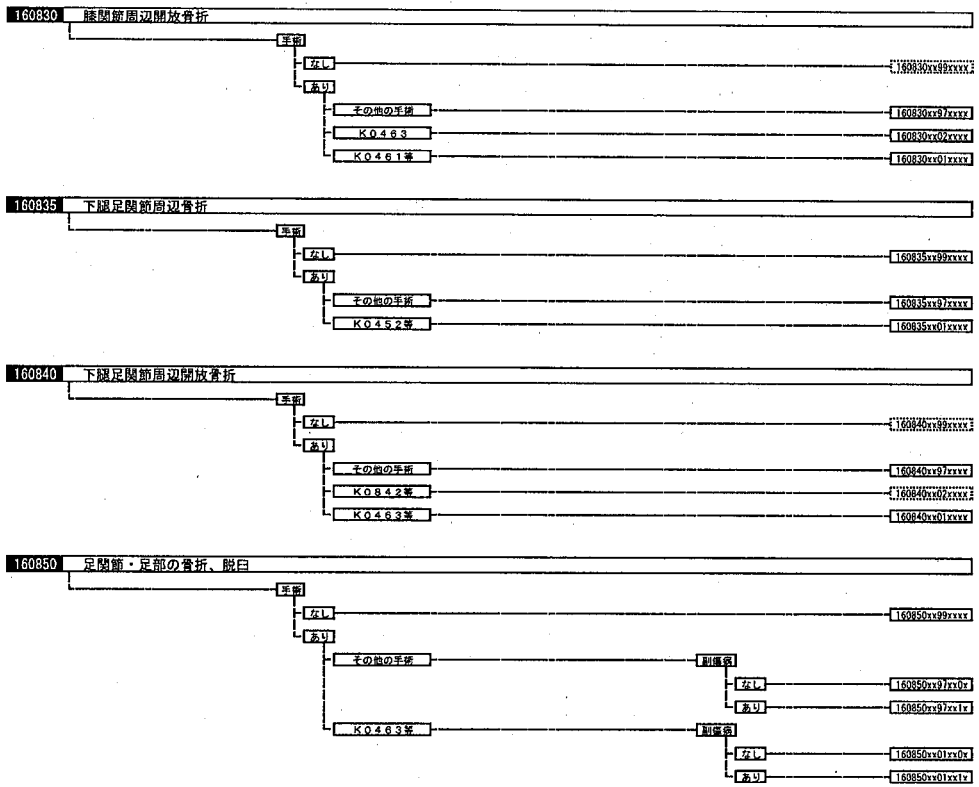 160830 膝関節周辺開放骨折
手術
なし 160830xx99xxxx
あり
その他の手術 160830xx97xxxx
K0463 160830xx02xxxx
K0461等 160830xx01xxxx
160835 下腿足関節周辺骨折
手術
なし 160835xx99xxxx
あり
その他の手術 160835xx97xxxx
K0452等 160835xx01xxxx
160840 下腿足関節周辺開放骨折
手術
なし 160840xx99xxxx
あり
その他の手術 160840xx97xxxx
K0842等 160840xx02xxxx
K0463等 160840xx01xxxx
160850 足関節・足部の骨折、脱臼
手術
なし 160850xx99xxxx
あり
その他の手術 副傷病
なし 160850xx97xx0x
あり 160850xx97xx1x
K0463等 副傷病
なし 160850xx01xx0x
あり 160850xx01xx1x